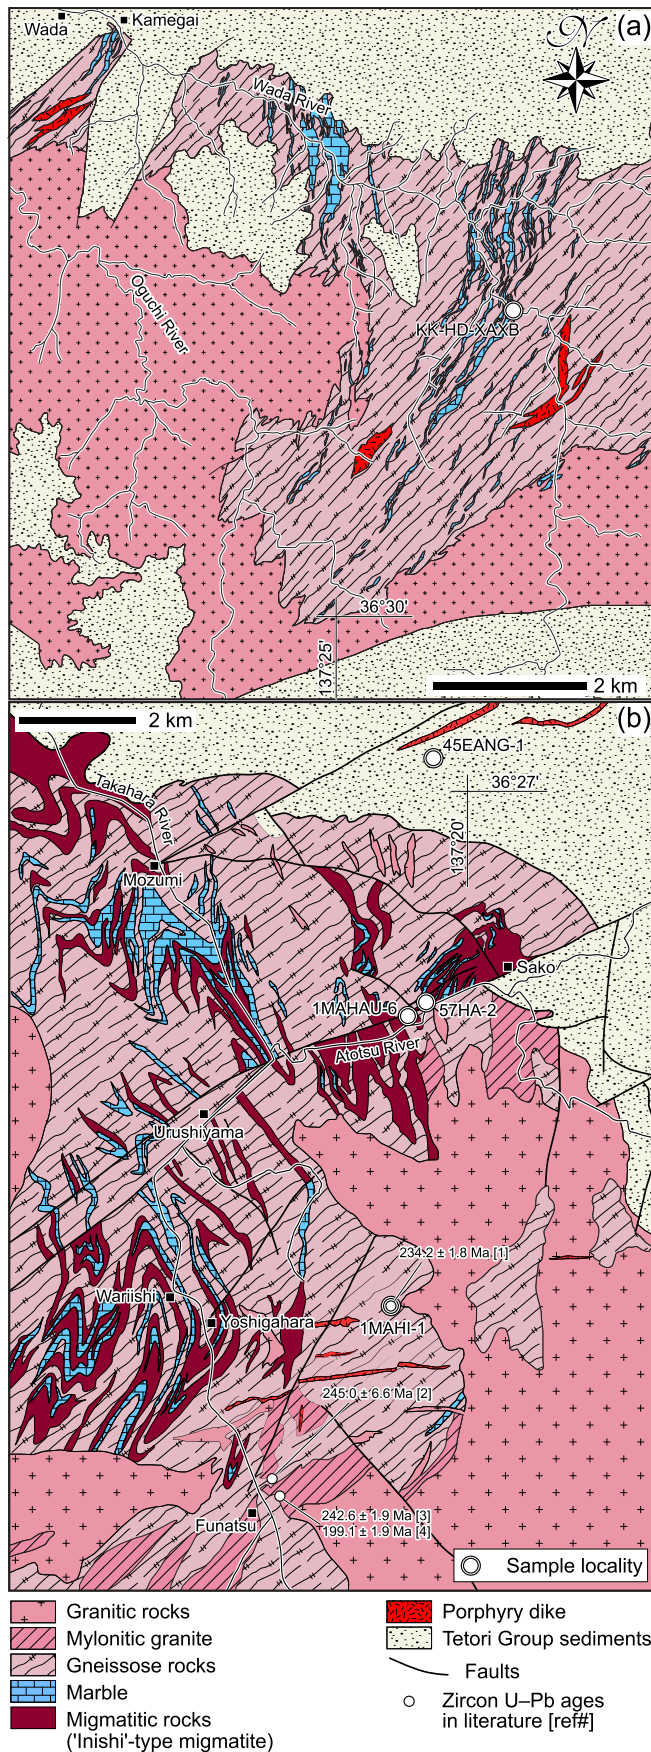 (a)
Wada
Kamegai
N
Wada River
Oguchi River
KK-HD-XAXB
36°30'
137°25'
2 km
(b)
2 km
45EANG-1
36°27'
137°20'
Takahara River
Mozumi
Sako
1MAHAU-6
57HA-2
Atotsu River
Urushiyama
234.2 ± 1.8 Ma [1]
Wariishi
Yoshigahara
1MAHI-1
245.0 ± 6.6 Ma [2]
242.6 ± 1.9 Ma [3]
199.1 ± 1.9 Ma [4]
Funatsu
Sample locality
Granitic rocks
Mylonitic granite
Gneissose rocks
Marble
Migmatitic rocks
('Inishi'-type migmatite)
Porphyry dike
Tetori Group sediments
Faults
Zircon U–Pb ages
in literature [ref#]